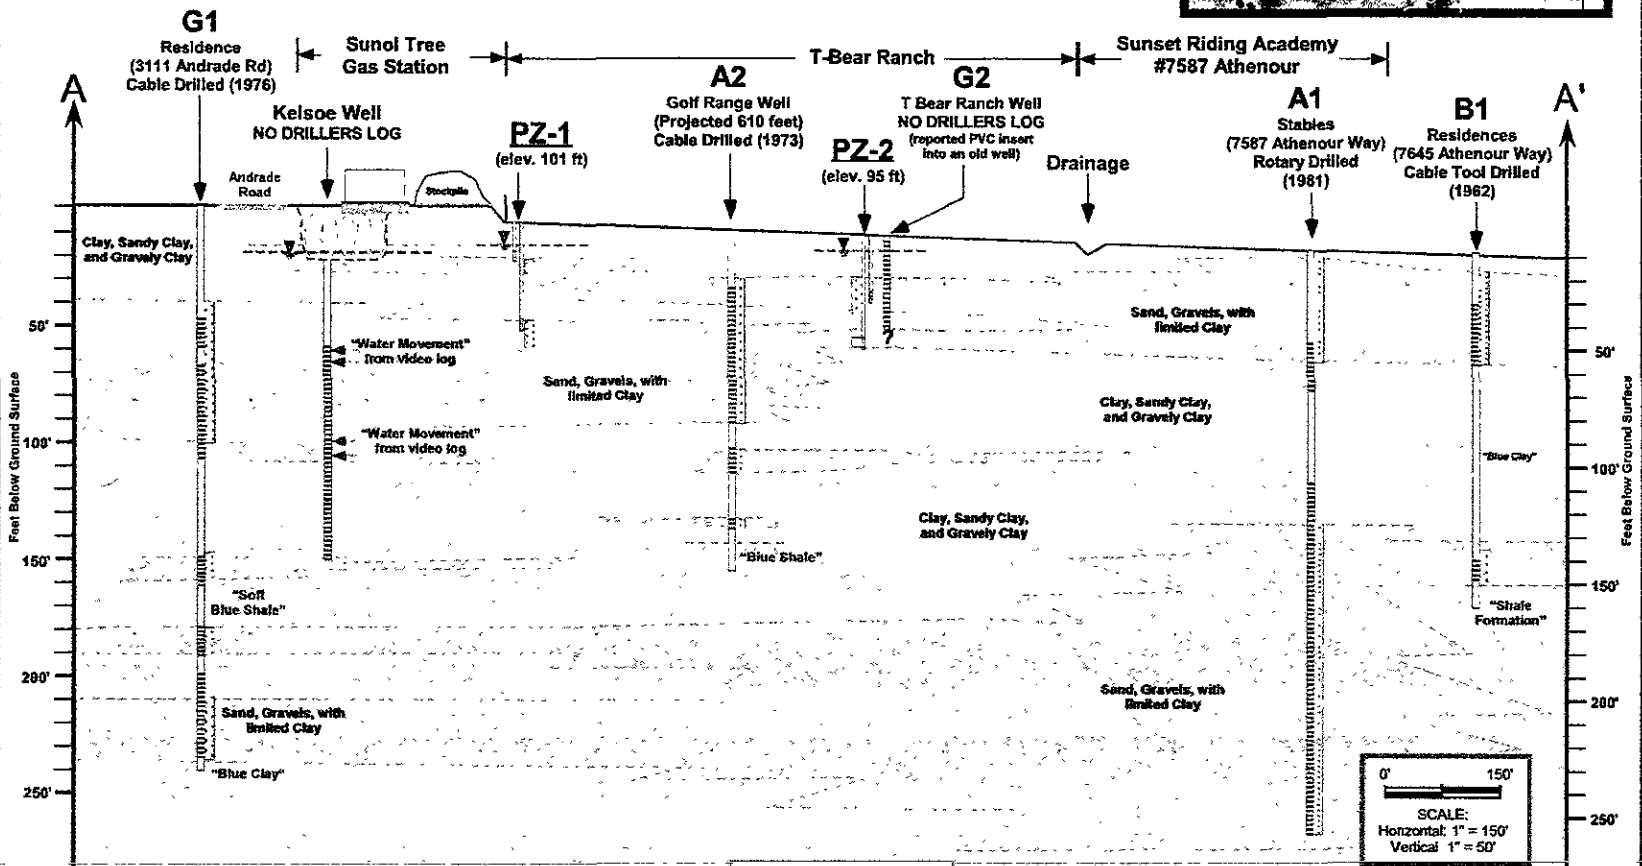 G1
Residence
(3111 Andrade Rd)
Cable Drilled (1976)
Sunol Tree
Gas Station
T-Bear Ranch
Sunset Riding Academy
#7587 Athenour
A
Kelsoe Well
NO DRILLERS LOG
PZ-1
(elev. 101 ft)
A2
Golf Range Well
(Projected 610 feet)
Cable Drilled (1973)
PZ-2
(elev. 95 ft)
G2
T Bear Ranch Well
NO DRILLERS LOG
(reported PVC insert
into an old well)
Drainage
A1
Stables
(7587 Athenour Way)
Rotary Drilled
(1981)
B1
Residences
(7645 Athenour Way)
Cable Tool Drilled
(1962)
A'
Andrade
Road
Stockpile
Clay, Sandy Clay,
and Gravely Clay
"Water Movement"
from video log
"Water Movement"
from video log
Sand, Gravels, with
limited Clay
?
Sand, Gravels, with
limited Clay
Clay, Sandy Clay,
and Gravely Clay
"Blue Clay"
Clay, Sandy Clay,
and Gravely Clay
"Blue Shale"
"Soft
Blue Shale"
"Shale
Formation"
Sand, Gravels, with
limited Clay
Sand, Gravels, with
limited Clay
"Blue Clay"
Feet Below Ground Surface
50'
100'
150'
200'
250'
Feet Below Ground Surface
50'
100'
150'
200'
250'
0' 150'
SCALE:
Horizontal: 1" = 150'
Vertical 1" = 50'